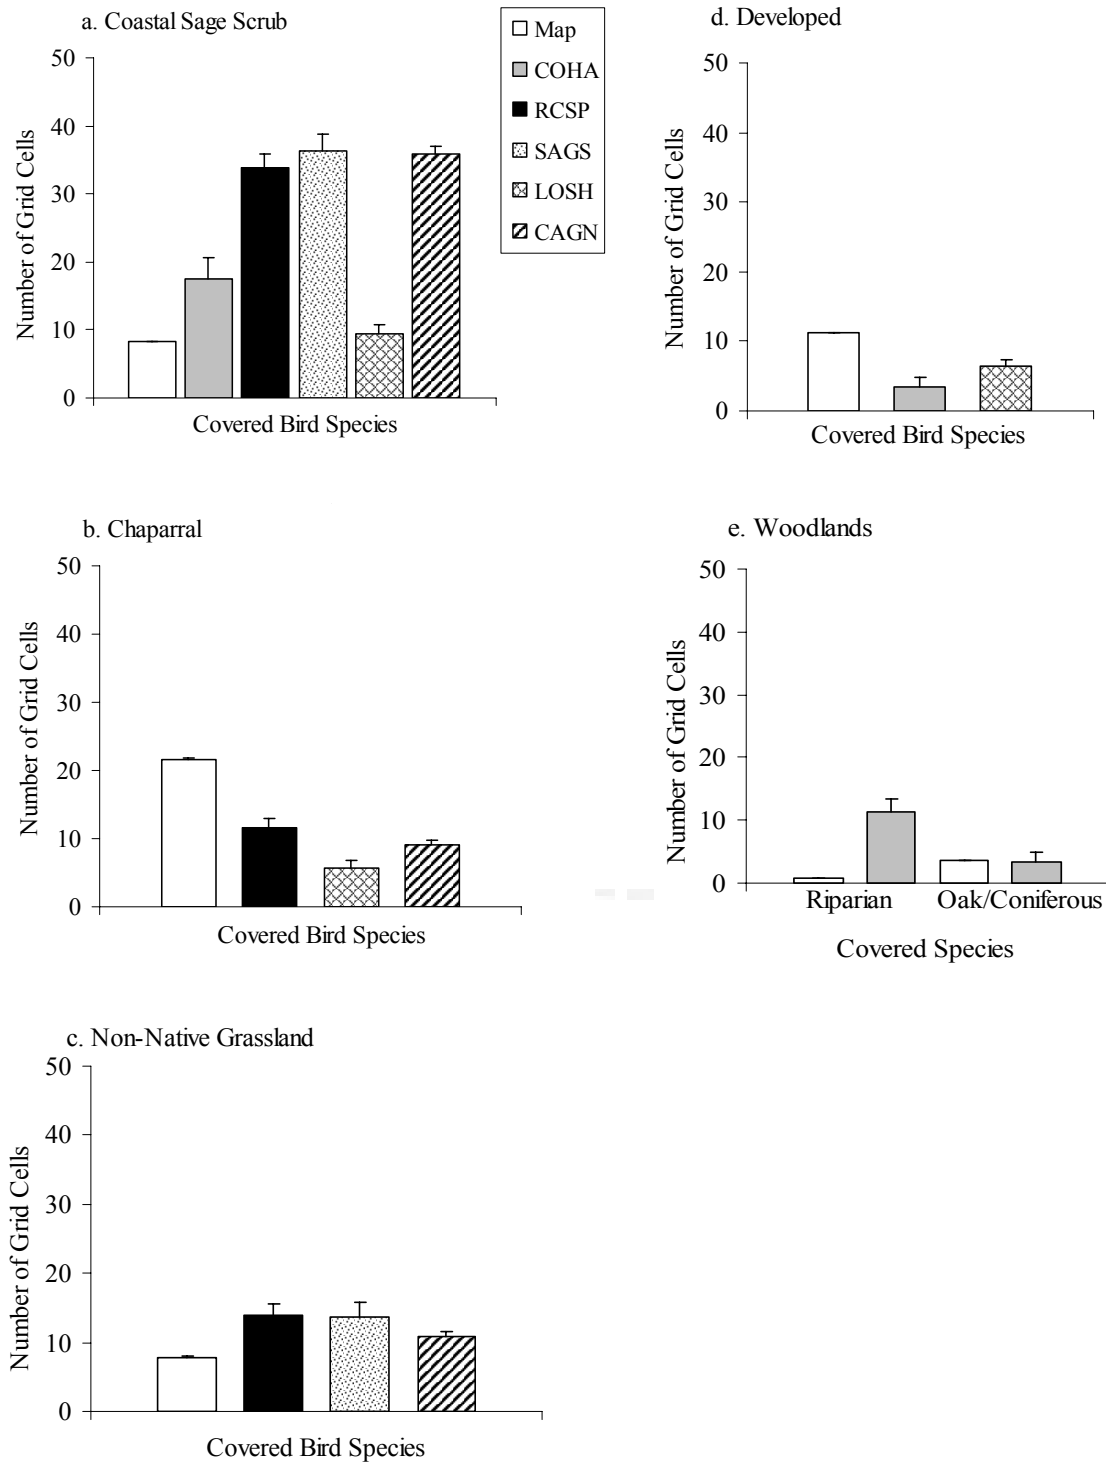 a. Coastal Sage Scrub
50
40
30
20
10
0
Number of Grid Cells
Covered Bird Species
Map
COHA
RCSP
SAGS
LOSH
CAGN
d. Developed
50
40
30
20
10
0
Number of Grid Cells
Covered Bird Species
b. Chaparral
50
40
30
20
10
0
Number of Grid Cells
Covered Bird Species
e. Woodlands
50
40
30
20
10
0
Number of Grid Cells
Riparian Oak/Coniferous
Covered Species
c. Non-Native Grassland
50
40
30
20
10
0
Number of Grid Cells
Covered Bird Species